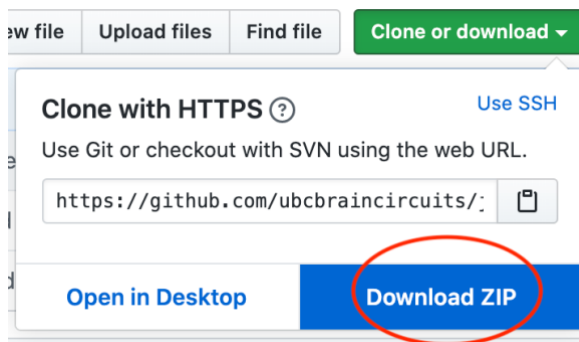 file Upload files Find file Clone or download
Clone with HTTPS ?
Use SSH
Use Git or checkout with SVN using the web URL.
https://github.com/ubcbraincircuits/
Open in Desktop
Download ZIP